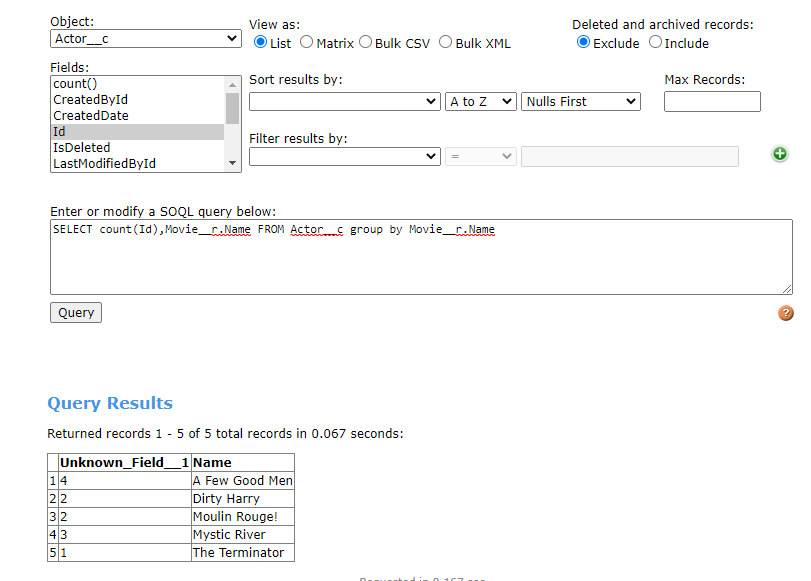 Object:
Actor__c
View as:
List Matrix Bulk CSV Bulk XML
Deleted and archived records:
Exclude Include
Fields:
count()
CreatedById
CreatedDate
Id
IsDeleted
LastModifiedById
Sort results by:
A to Z Nulls First
Max Records:
Filter results by:
=
Enter or modify a SOQL query below:
SELECT count(Id),Movie__r.Name FROM Actor__c group by Movie__r.Name
Query
?
Query Results
Returned records 1 - 5 of 5 total records in 0.067 seconds:
Unknown_Field__1 Name
1 4 A Few Good Men
2 2 Dirty Harry
3 2 Moulin Rouge!
4 3 Mystic River
5 1 The Terminator